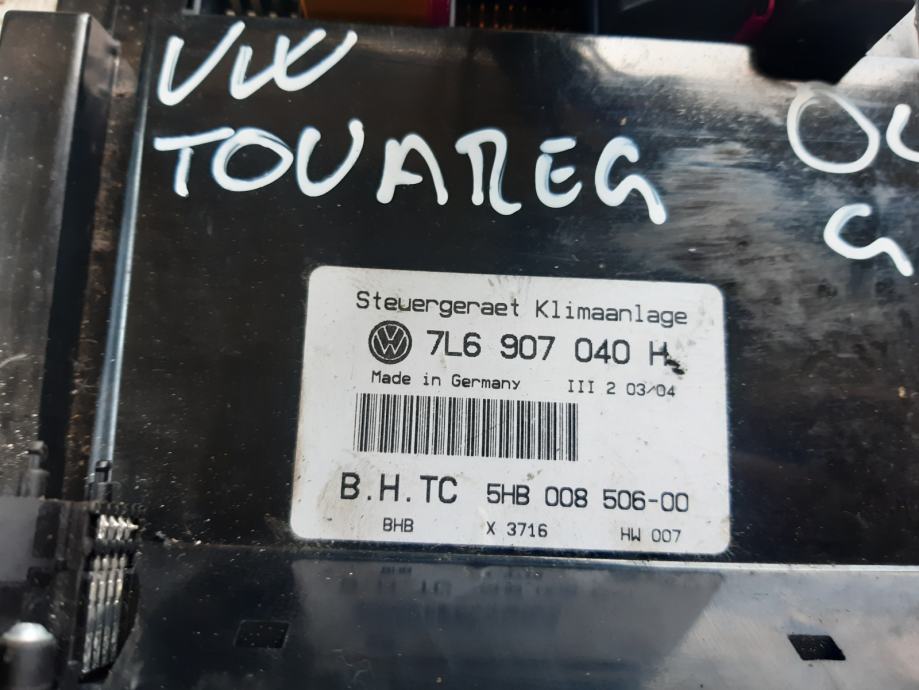 VW
TOUAREG
G
Steuergeraet Klimaanlage
7L6 907 040 H
Made in Germany III 2 03/04
B.H.TC 5HB 008 506-00
BHB X 3716 HW 007